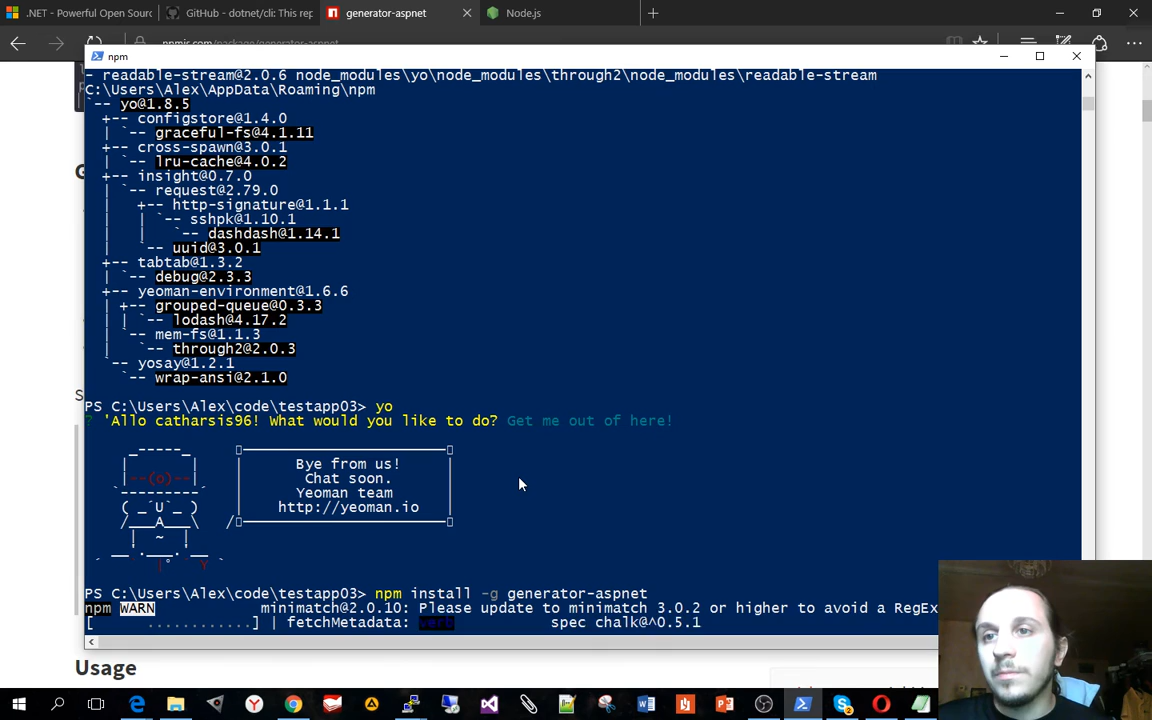 .NET - Powerful Open Sourc
GitHub - dotnet/cli: This rep
generator-aspnet
Node.js
npmjs.com/package/generator-aspnet
npm
- readable-stream@2.0.6 node_modules\yo\node_modules\through2\node_modules\readable-stream
C:\Users\Alex\AppData\Roaming\npm
`-- yo@1.8.5
+-- configstore@1.4.0
| `-- graceful-fs@4.1.11
+-- cross-spawn@3.0.1
| `-- lru-cache@4.0.2
+-- insight@0.7.0
| `-- request@2.79.0
|   +-- http-signature@1.1.1
|   | `-- sshpk@1.10.1
|   |   `-- dashdash@1.14.1
|   `-- uuid@3.0.1
+-- tabtab@1.3.2
| `-- debug@2.3.3
+-- yeoman-environment@1.6.6
| +-- grouped-queue@0.3.3
| | `-- lodash@4.17.2
| `-- mem-fs@1.1.3
|   `-- through2@2.0.3
`-- yosay@1.2.1
`-- wrap-ansi@2.1.0
PS C:\Users\Alex\code\testapp03> yo
? 'Allo catharsis96! What would you like to do? Get me out of here!
Bye from us!
Chat soon.
Yeoman team
http://yeoman.io
PS C:\Users\Alex\code\testapp03> npm install -g generator-aspnet
npm WARN minimatch@2.0.10: Please update to minimatch 3.0.2 or higher to avoid a RegEx
[ ............] | fetchMetadata: verb spec chalk@^0.5.1
Usage